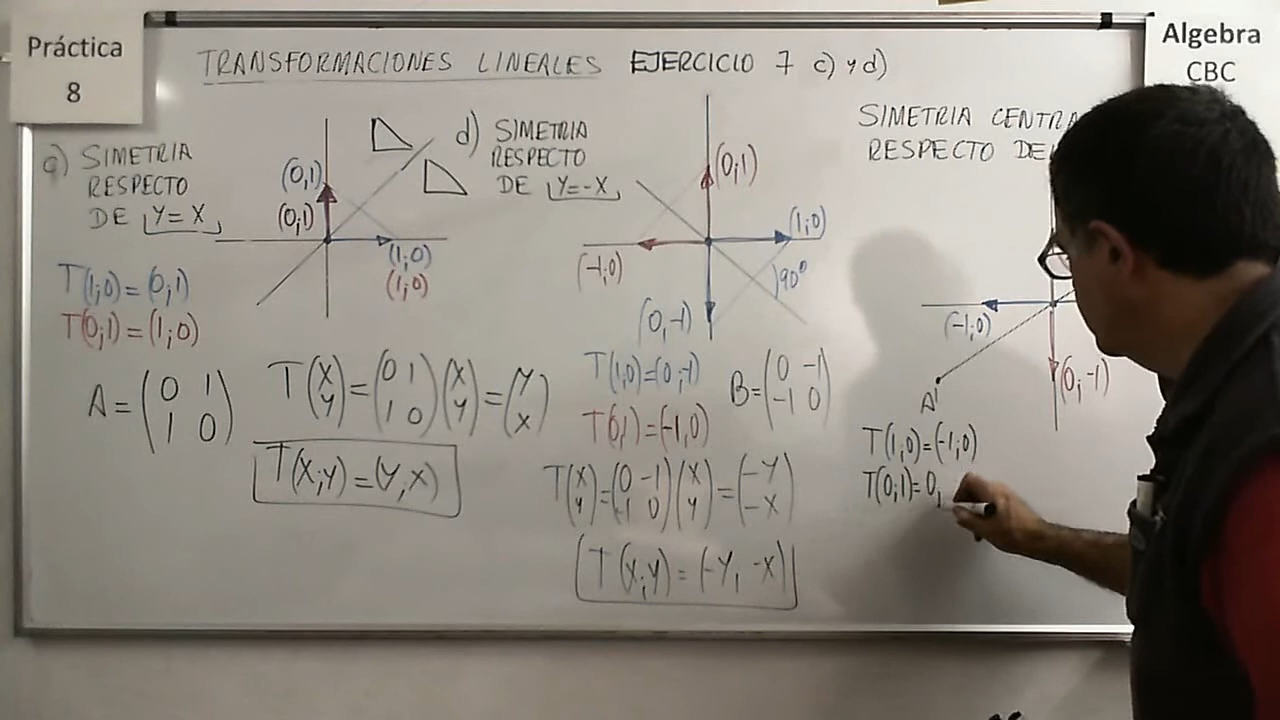 Práctica
8
Algebra
CBC
TRANSFORMACIONES LINEALES EJERCICIO 7 c) y d)
c) SIMETRIA
RESPECTO
DE Y=X
(0,1)
(0;1)
(1;0)
(1;0)
T(1;0)=(0;1)
T(0;1)=(1;0)
A=(0 1
1 0)
T(X
Y)=(0 1
1 0)(X
Y)=(Y
X)
T(X;Y)=(Y;X)
d) SIMETRIA
RESPECTO
DE Y=-X
(0;1)
(1;0)
(-1;0)
90°
(0,-1)
T(1;0)=(0;-1)
T(0;1)=(-1,0)
B=(0 -1
-1 0)
T(X
Y)=(0 -1
-1 0)(X
Y)=(-Y
-X)
T(X;Y)=(-Y, -X)
SIMETRIA CENTRA
RESPECTO DE
(-1;0)
(0,-1)
A'
T(1,0)=(-1;0)
T(0;1)=0,